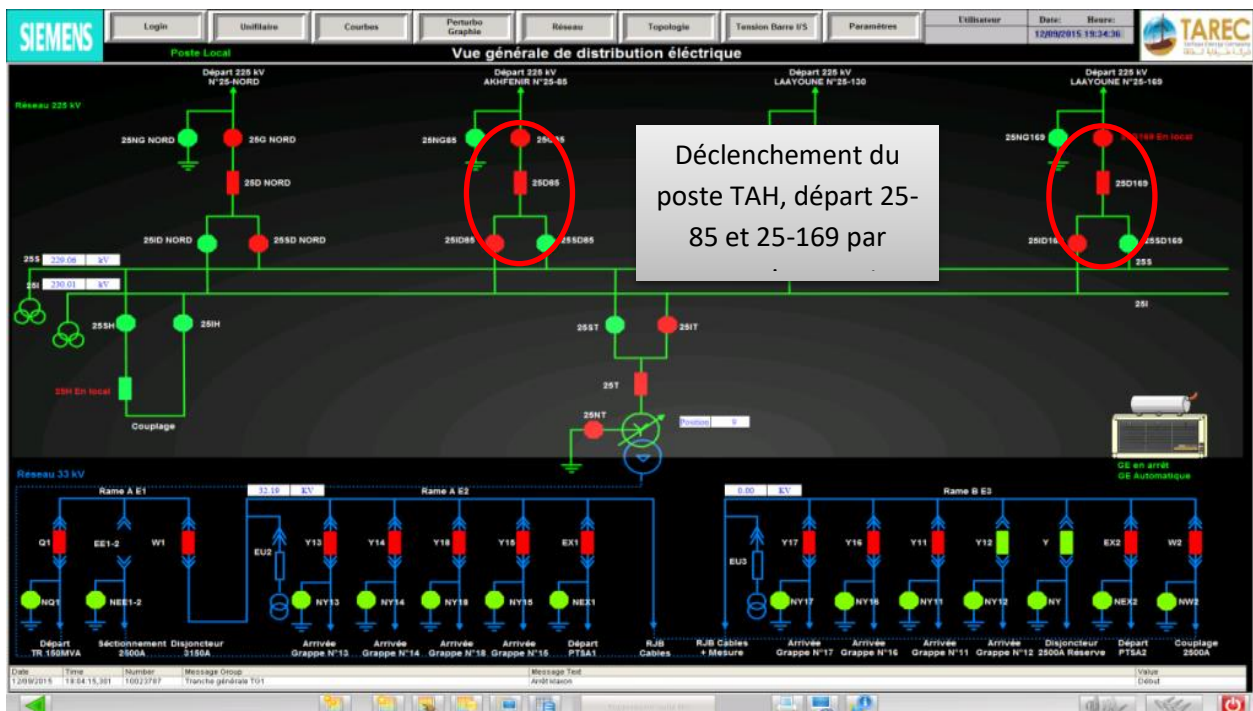 SIEMENS
Login
Unifilaire
Courbes
Perturbo
Graphie
Réseau
Topologie
Tension Barre I/S
Paramètres
Utilisateur
Date: Heure:
12/09/2015 19:34:36
TAREC
Poste Local
Vue générale de distribution électrique
Départ 225 kV
N°25-NORD
Départ 225 kV
AKHFENIR N°25-85
Départ 225 kV
LAAYOUNE N°25-130
Départ 225 kV
LAAYOUNE N°25-169
Réseau 225 kV
25NG NORD
25G NORD
25NG85
25G85
25NG169
25G169 En local
Déclenchement du
poste TAH, départ 25-
85 et 25-169 par
25D NORD
25D85
25D169
25ID NORD
25SD NORD
25ID85
25SD85
25ID169
25SD169
25S 229.06 kV
25S
25I 230.01 kV
25I
25SH
25IH
25ST
25IT
25H En local
25T
Couplage
25NT
Position 9
GE en arrêt
GE Automatique
Réseau 33 kV
Rame A E1
32.19 KV
Rame A E2
0.00 KV
Rame B E3
Q1
EE1-2
W1
EU2
Y13
Y14
Y18
Y15
EX1
EU3
Y17
Y16
Y11
Y12
Y
EX2
W2
NQ1
NEE1-2
NY13
NY14
NY18
NY15
NEX1
NY17
NY16
NY11
NY12
NY
NEX2
NW2
Départ
TR 150MVA
Séctionnement
2500A
Disjoncteur
3150A
Arrivée
Grappe N°13
Arrivée
Grappe N°14
Arrivée
Grappe N°18
Arrivée
Grappe N°15
Départ
PTSA1
RJB
Cables
RJB Cables
+ Mesure
Arrivée
Grappe N°17
Arrivée
Grappe N°16
Arrivée
Grappe N°11
Arrivée
Grappe N°12
Disjoncteur
2500A Réserve
Départ
PTSA2
Couplage
2500A
Date Time Number Message Group Message Text Value
12/09/2015 18:04:15,301 10023787 Tranche générale TG1 Arrêt klaxon Début